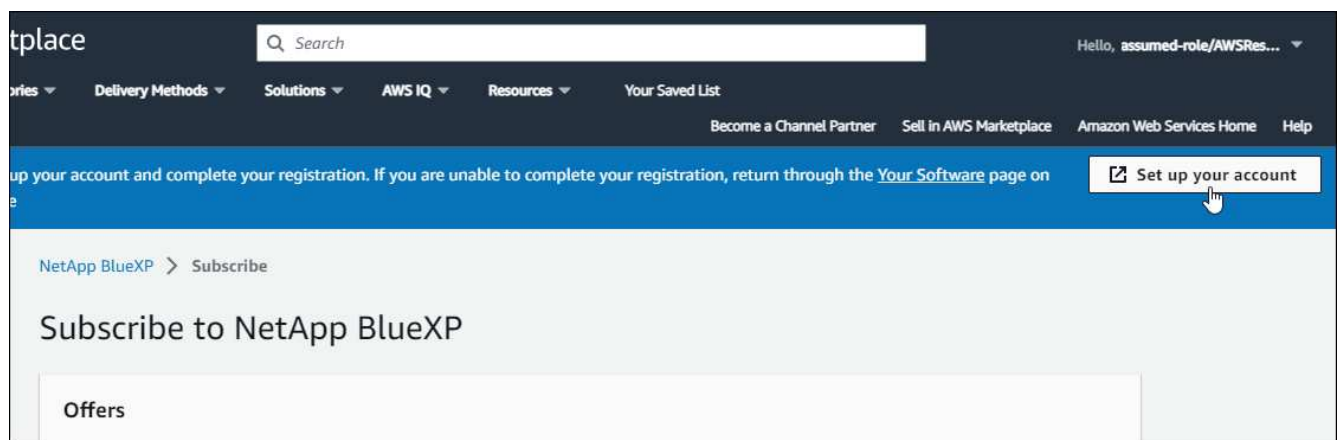 tplace
Search
Hello, assumed-role/AWSRes...
ories
Delivery Methods
Solutions
AWS IQ
Resources
Your Saved List
Become a Channel Partner
Sell in AWS Marketplace
Amazon Web Services Home
Help
up your account and complete your registration. If you are unable to complete your registration, return through the Your Software page on
e
Set up your account
NetApp BlueXP > Subscribe
Subscribe to NetApp BlueXP
Offers